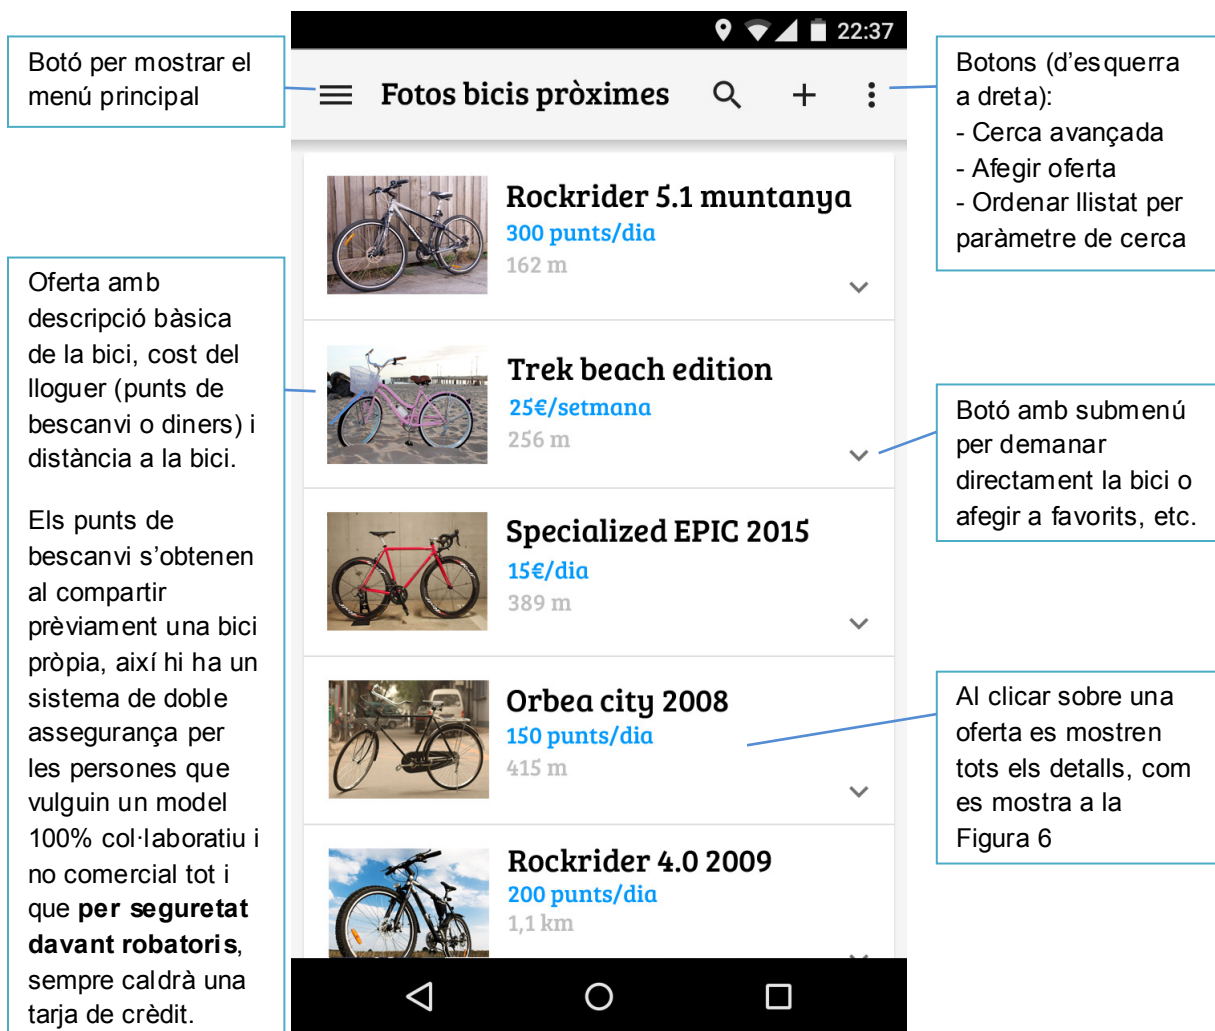 Botó per mostrar el
menú principal
Oferta amb
descripció bàsica
de la bici, cost del
lloguer (punts de
bescanvi o diners) i
distància a la bici.
Els punts de
bescanvi s’obtenen
al compartir
prèviament una bici
pròpia, així hi ha un
sistema de doble
assegurança per
les persones que
vulguin un model
100% col·laboratiu i
no comercial tot i
que per seguretat
davant robatoris,
sempre caldrà una
tarja de crèdit.
22:37
Fotos bicis pròximes
Rockrider 5.1 muntanya
300 punts/dia
162 m
Trek beach edition
25€/setmana
256 m
Specialized EPIC 2015
15€/dia
389 m
Orbea city 2008
150 punts/dia
415 m
Rockrider 4.0 2009
200 punts/dia
1,1 km
Botons (d'esquerra
a dreta):
- Cerca avançada
- Afegir oferta
- Ordenar llistat per
paràmetre de cerca
Botó amb submenú
per demanar
directament la bici o
afegir a favorits, etc.
Al clicar sobre una
oferta es mostren
tots els detalls, com
es mostra a la
Figura 6